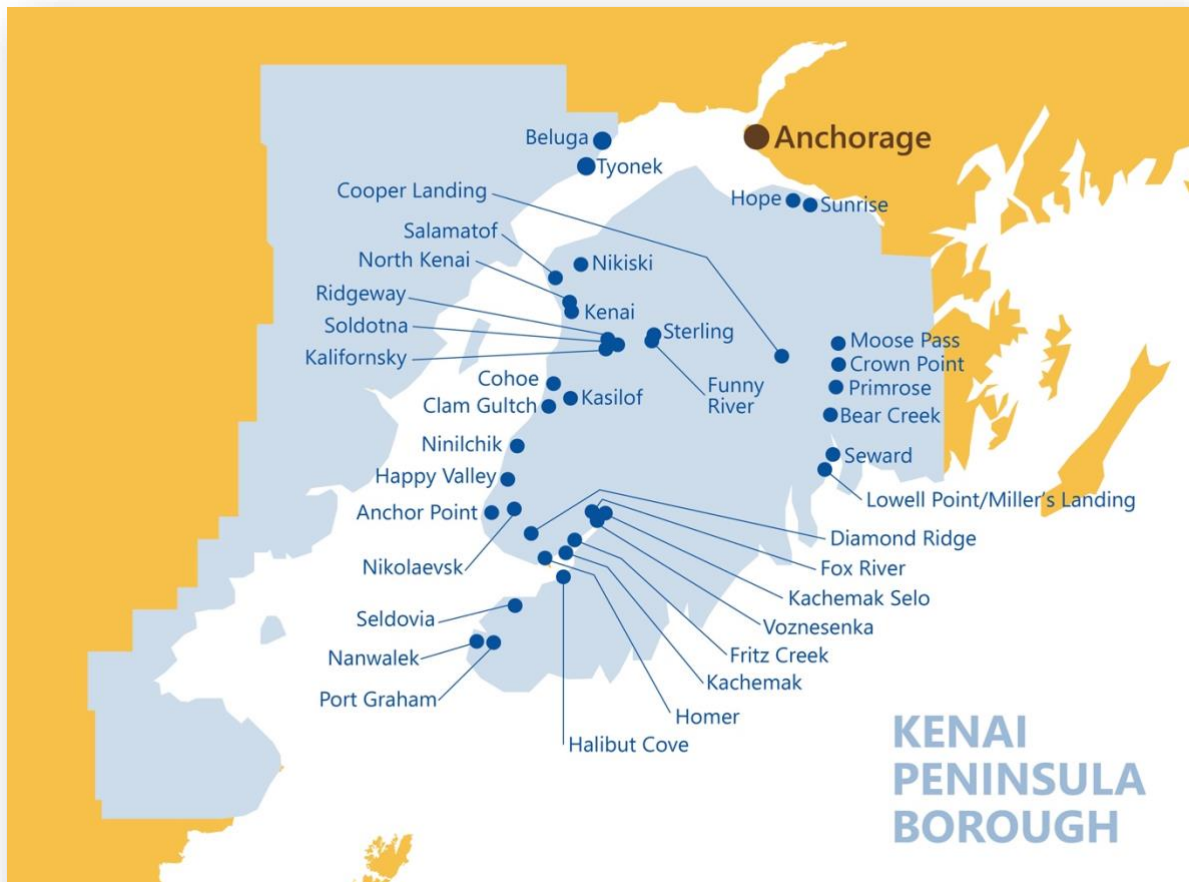 Beluga
Anchorage
Tyonek
Cooper Landing
Hope
Sunrise
Salamatof
North Kenai
Nikiski
Ridgeway
Kenai
Soldotna
Sterling
Kalifornsky
Moose Pass
Crown Point
Cohoe
Funny
River
Primrose
Clam Gultch
Kasilof
Bear Creek
Ninilchik
Seward
Happy Valley
Lowell Point/Miller's Landing
Anchor Point
Diamond Ridge
Nikolaevsk
Fox River
Kachemak Selo
Seldovia
Voznesenka
Nanwalek
Fritz Creek
Port Graham
Kachemak
Homer
Halibut Cove
KENAI
PENINSULA
BOROUGH